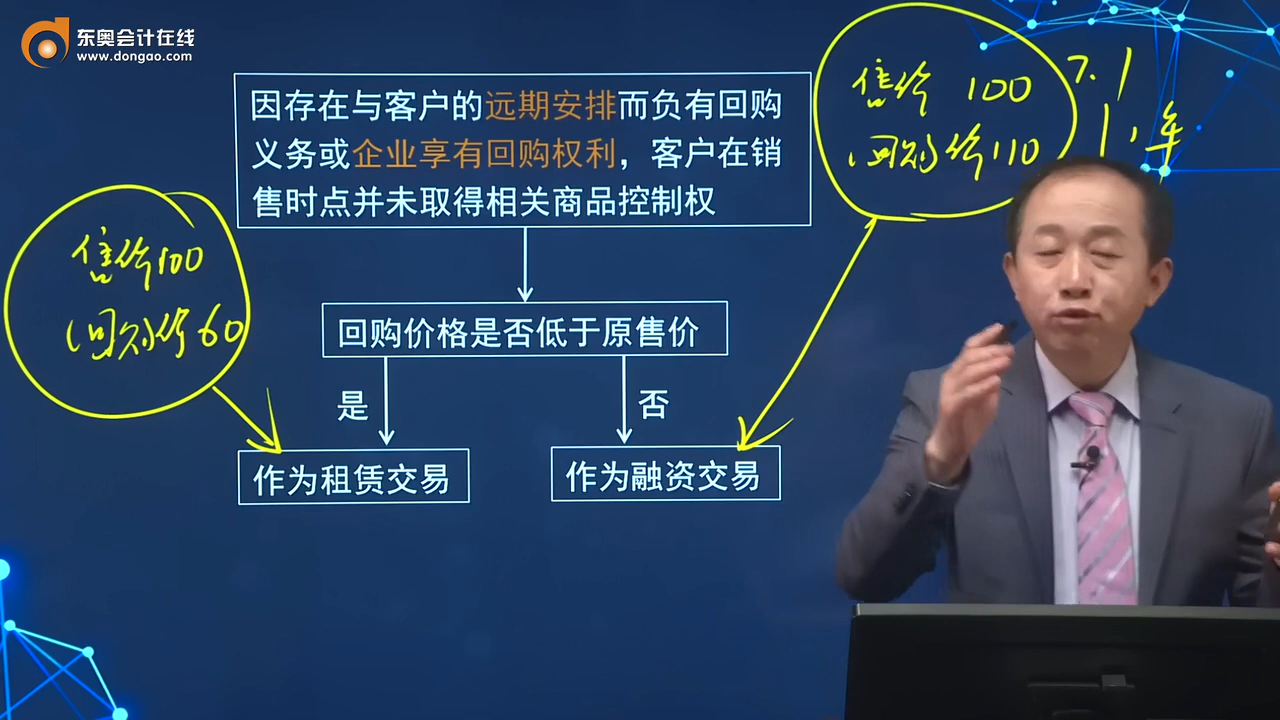 东奥会计在线
www.dongao.com
因存在与客户的远期安排而负有回购
义务或企业享有回购权利，客户在销
售时点并未取得相关商品控制权
售价 100
回购价 110
7.1
1年
售价100
回购价 60
回购价格是否低于原售价
是
否
作为租赁交易
作为融资交易